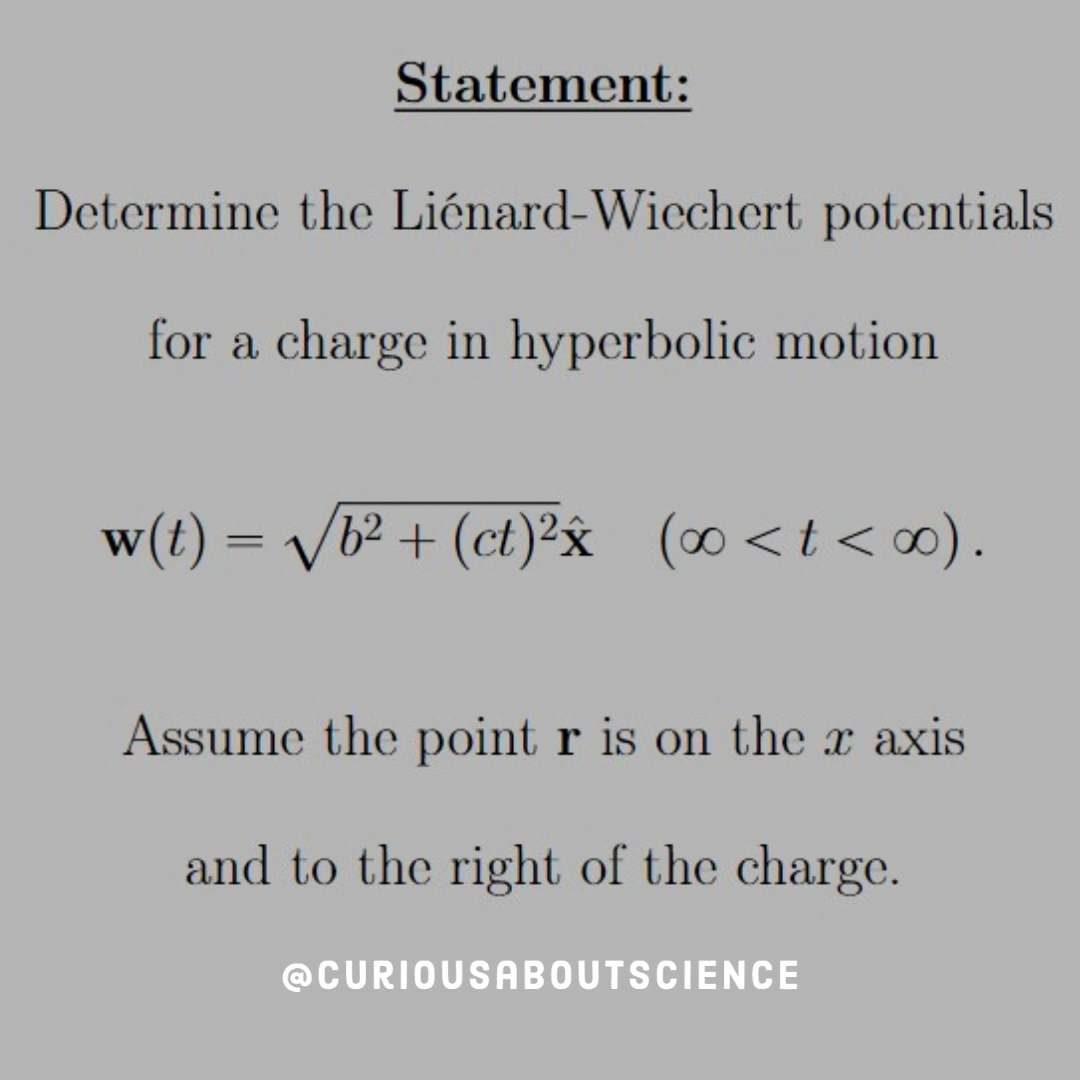 Statement:
Determine the Liénard-Wiechert potentials
for a charge in hyperbolic motion
w(t) = √(b² + (ct)²)x̂ (∞ < t < ∞).
Assume the point r is on the x axis
and to the right of the charge.
@CURIOUSABOUTSCIENCE